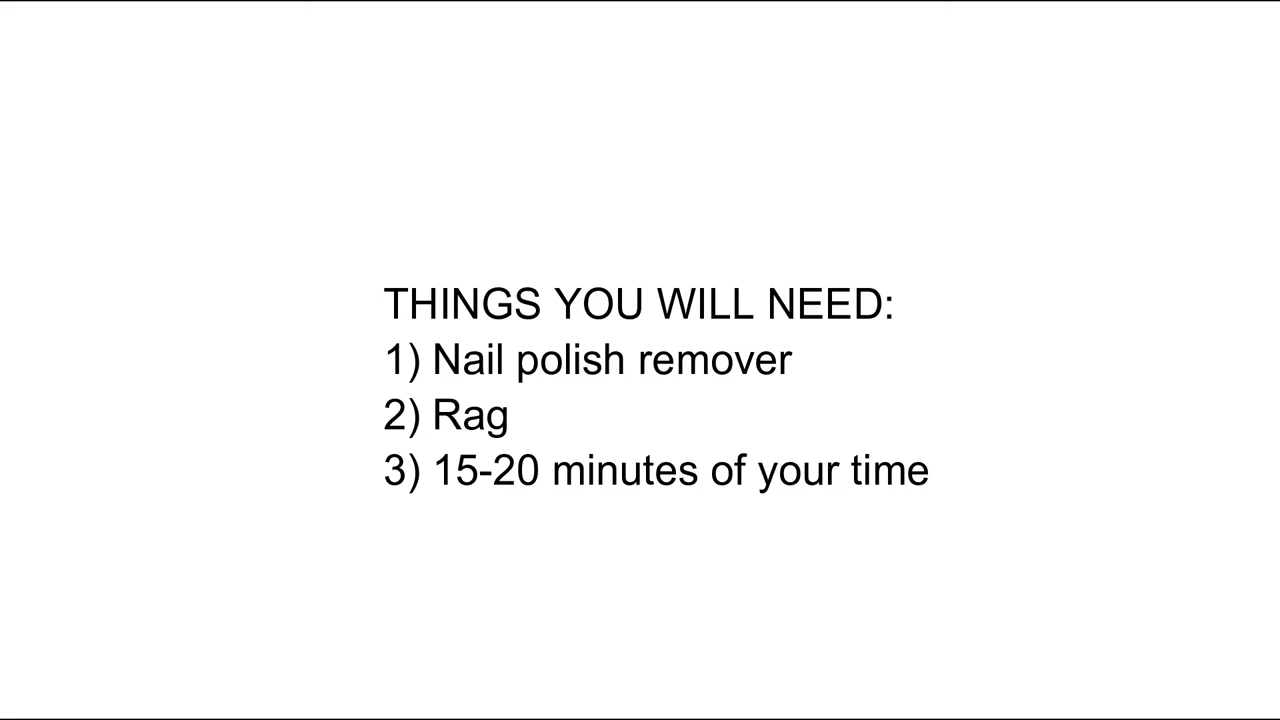 THINGS YOU WILL NEED:
1) Nail polish remover
2) Rag
3) 15-20 minutes of your time